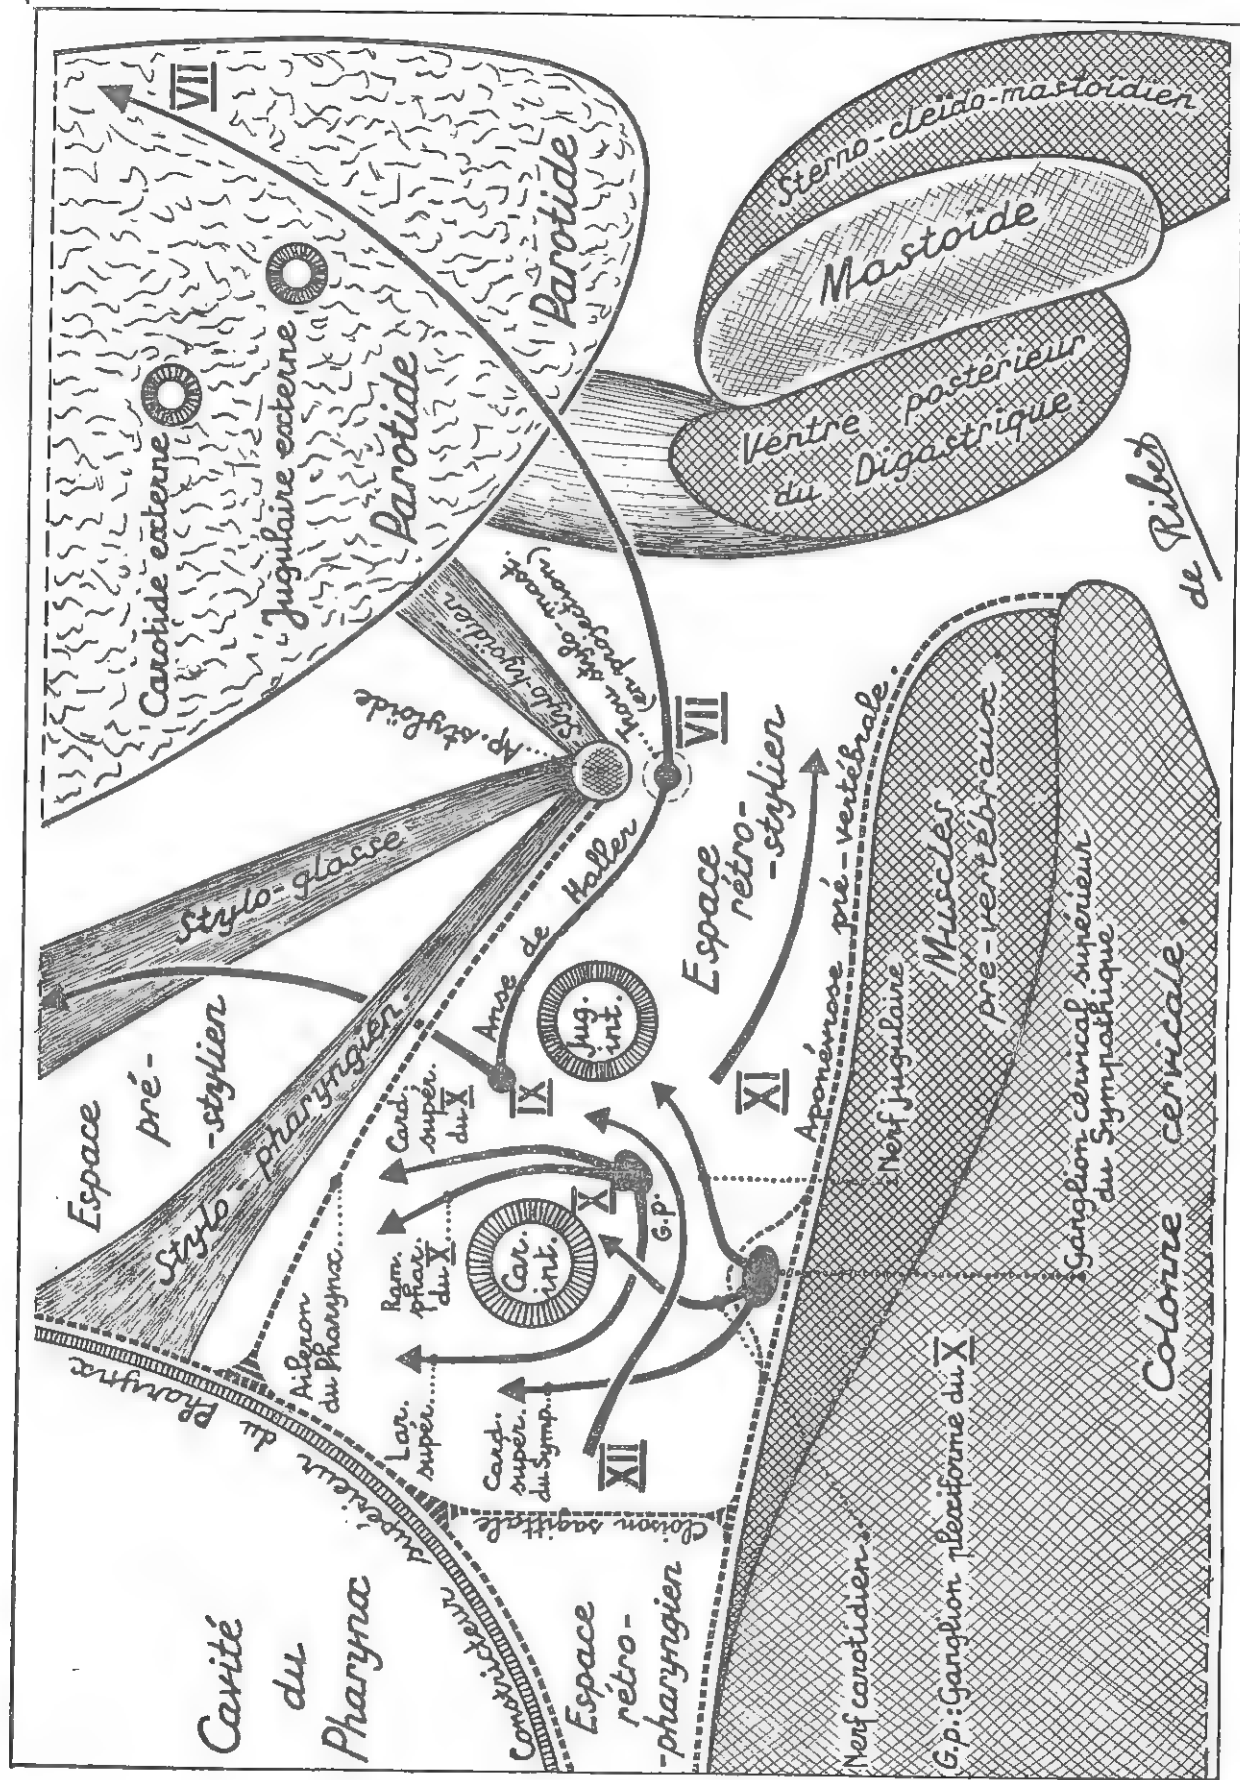 Cavité
du
Pharynx
Constricteur supérieur du Pharynx
Espace
rétro-
-pharyngien
Cloison sagittale
Espace
pré-
-stylien
Stylo-glosse
Stylo-pharyngien
Aileron
du Pharynx
Lar.
supér.
Ram.
phar.
du X
Card.
supér.
du X
Card.
supér.
du Symp.
XII
Car.
int.
X
G.p.
IX
Anse de Haller
Jug.
int.
Espace
rétro-
-stylien
XI
VII
Ap. styloïde
Stylo-hyoïdien
Trou stylo-mast.
(en projection)
Carotide externe
Jugulaire externe
Parotide
Parotide
VII
Sterno-cleïdo-mastoïdien
Mastoïde
Ventre postérieur
du Digastrique
Aponévrose pré-vertébrale.
Nerf jugulaire
Muscles
pré-vertébraux.
Ganglion cervical supérieur
du Sympathique
Nerf carotidien
G.p.: Ganglion plexiforme du X
Colonne cervicale.
de Ribet